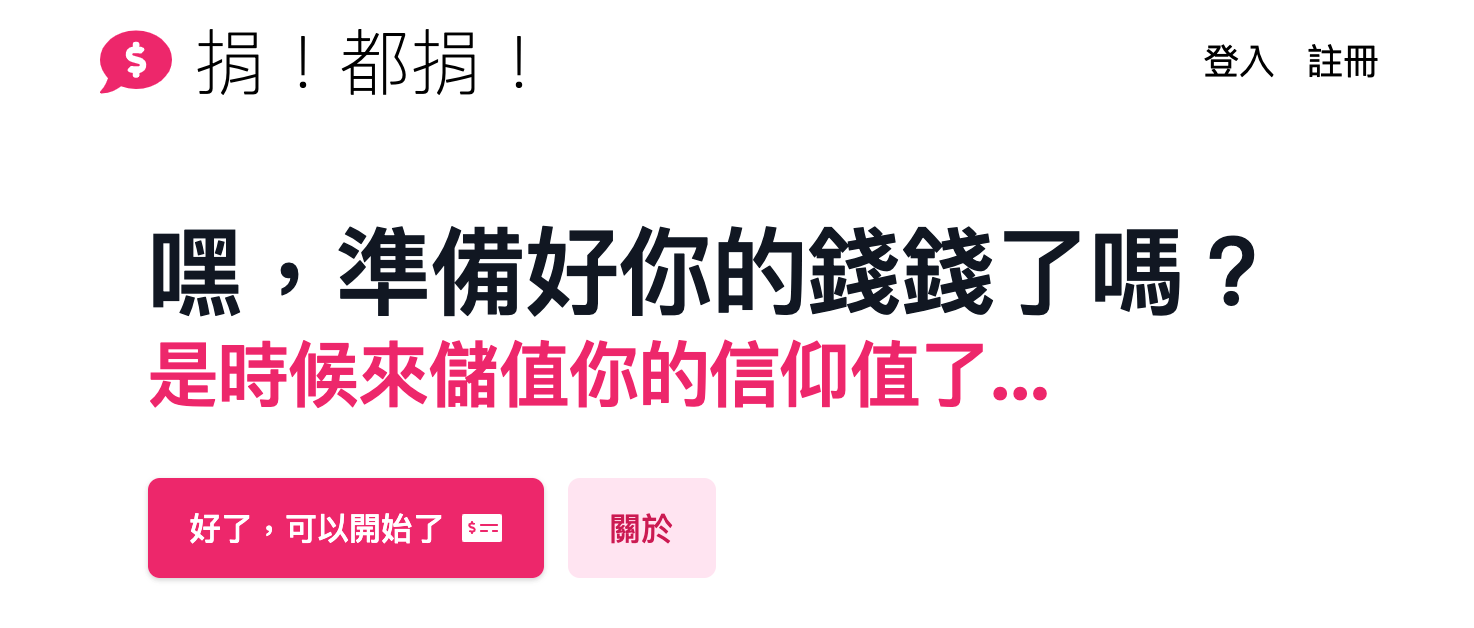 捐！都捐！
登入 註冊
嘿，準備好你的錢錢了嗎？
是時候來儲值你的信仰值了...
好了，可以開始了
關於